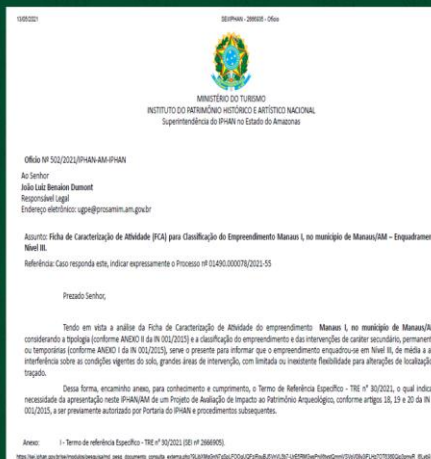 13/05/2021 SEI/IPHAN - 2666905 - Ofício
MINISTÉRIO DO TURISMO
INSTITUTO DO PATRIMÔNIO HISTÓRICO E ARTÍSTICO NACIONAL
Superintendência do IPHAN no Estado do Amazonas
Ofício Nº 502/2021/IPHAN-AM-IPHAN
Ao Senhor
João Luiz Benaion Dumont
Responsável Legal
Endereço eletrônico: ugpe@prosamim.am.gov.br
Assunto: Ficha de Caracterização de Atividade (FCA) para Classificação do Empreendimento Manaus I, no município de Manaus/AM – Enquadramen
Nível III.
Referência: Caso responda este, indicar expressamente o Processo nº 01490.000078/2021-55
Prezado Senhor,
Tendo em vista a análise da Ficha de Caracterização de Atividade do empreendimento Manaus I, no município de Manaus/A
considerando a tipologia (conforme ANEXO II da IN 001/2015) e a classificação do empreendimento e das intervenções de caráter secundário, permanent
ou temporárias (conforme ANEXO I da IN 001/2015), serve o presente para informar que o empreendimento enquadrou-se em Nível III, de média a a
interferência sobre as condições vigentes do solo, grandes áreas de intervenção, com limitada ou inexistente flexibilidade para alterações de localização
traçado.
Dessa forma, encaminho anexo, para conhecimento e cumprimento, o Termo de Referência Específico - TRE nº 30/2021, o qual indica
necessidade da apresentação neste IPHAN/AM de um Projeto de Avaliação de Impacto ao Patrimônio Arqueológico, conforme artigos 18, 19 e 20 da IN
001/2015, a ser previamente autorizado por Portaria do IPHAN e procedimentos subsequentes.
Anexo: I - Termo de referência Específico - TRE nº 30/2021 (SEI nº 2666905).